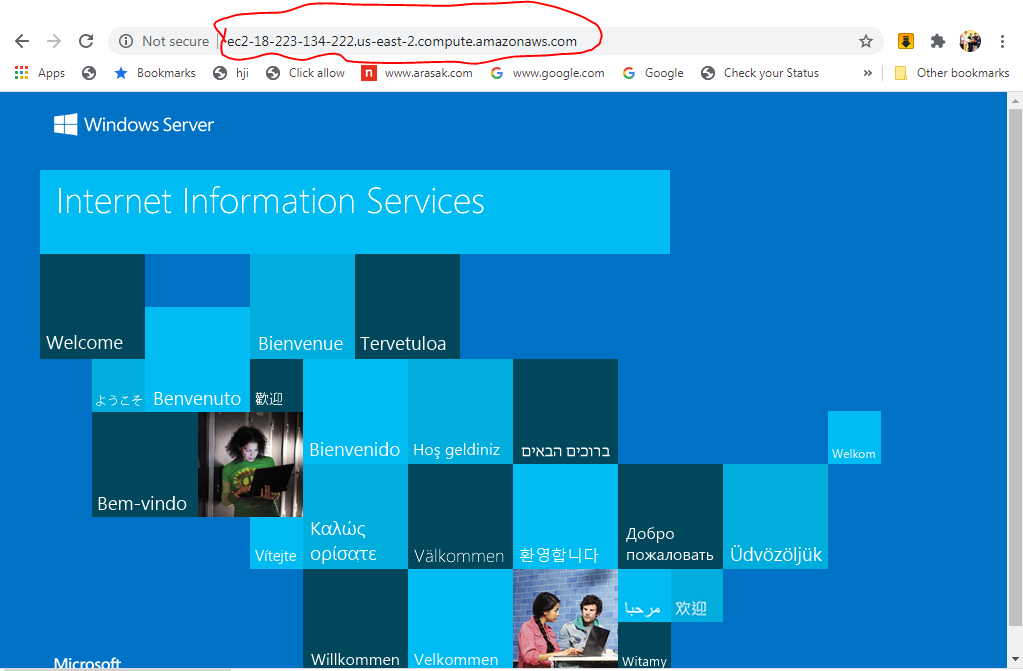 Not secure
ec2-18-223-134-222.us-east-2.compute.amazonaws.com
Apps
Bookmarks
hji
Click allow
n
www.arasak.com
G
www.google.com
G
Google
Check your Status
»
Other bookmarks
Windows Server
Internet Information Services
Welcome
Bienvenue
Tervetuloa
ようこそ
Benvenuto
歡迎
Bienvenido
Hoş geldiniz
ברוכים הבאים
Welkom
Bem-vindo
Vítejte
Καλώς
ορίσατε
Välkommen
환영합니다
Добро
пожаловать
Üdvözöljük
مرحبا
欢迎
Willkommen
Velkommen
Witamy
Microsoft